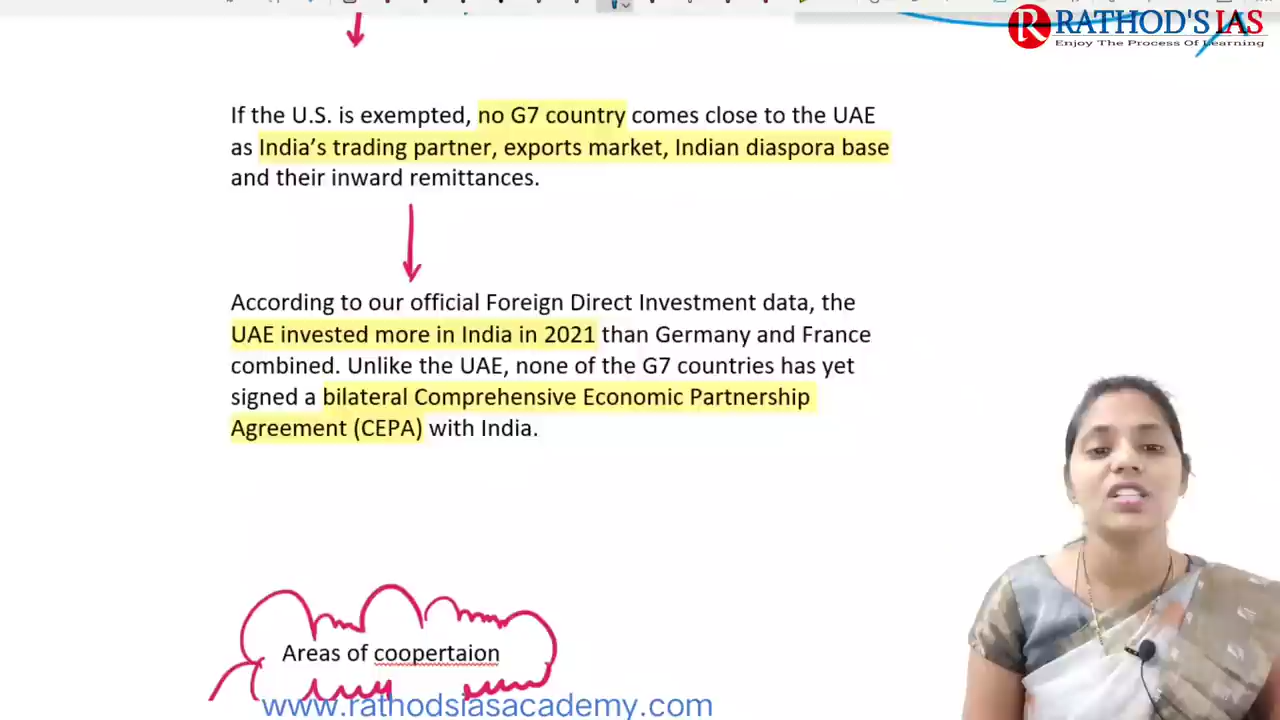 RATHOD'S IAS
Enjoy The Process Of Learning
If the U.S. is exempted, no G7 country comes close to the UAE
as India's trading partner, exports market, Indian diaspora base
and their inward remittances.
According to our official Foreign Direct Investment data, the
UAE invested more in India in 2021 than Germany and France
combined. Unlike the UAE, none of the G7 countries has yet
signed a bilateral Comprehensive Economic Partnership
Agreement (CEPA) with India.
Areas of coopertaion
www.rathodsiasacademy.com